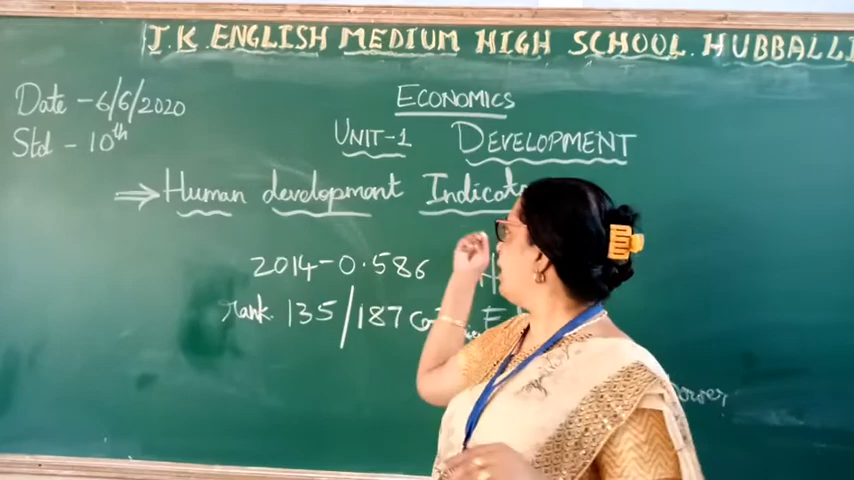 J.K ENGLISH MEDIUM HIGH SCHOOL HUBBALLI
Date - 6/6/2020
ECONOMICS
Std - 10th
UNIT-1 DEVELOPMENT
⇒ Human development
2014 - 0.586
rank 135/187